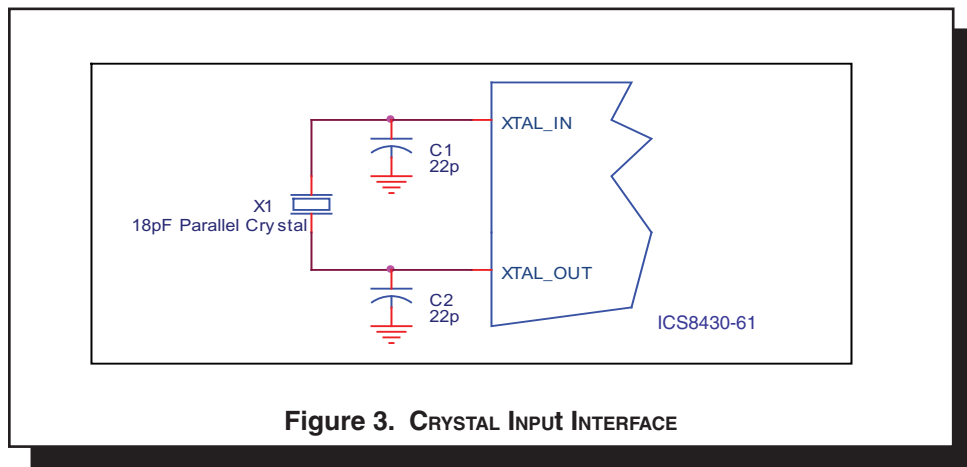 XTAL_IN
C1
22p
X1
18pF Parallel Crystal
XTAL_OUT
C2
22p
ICS8430-61
Figure 3. CRYSTAL INPUt INTERFACE